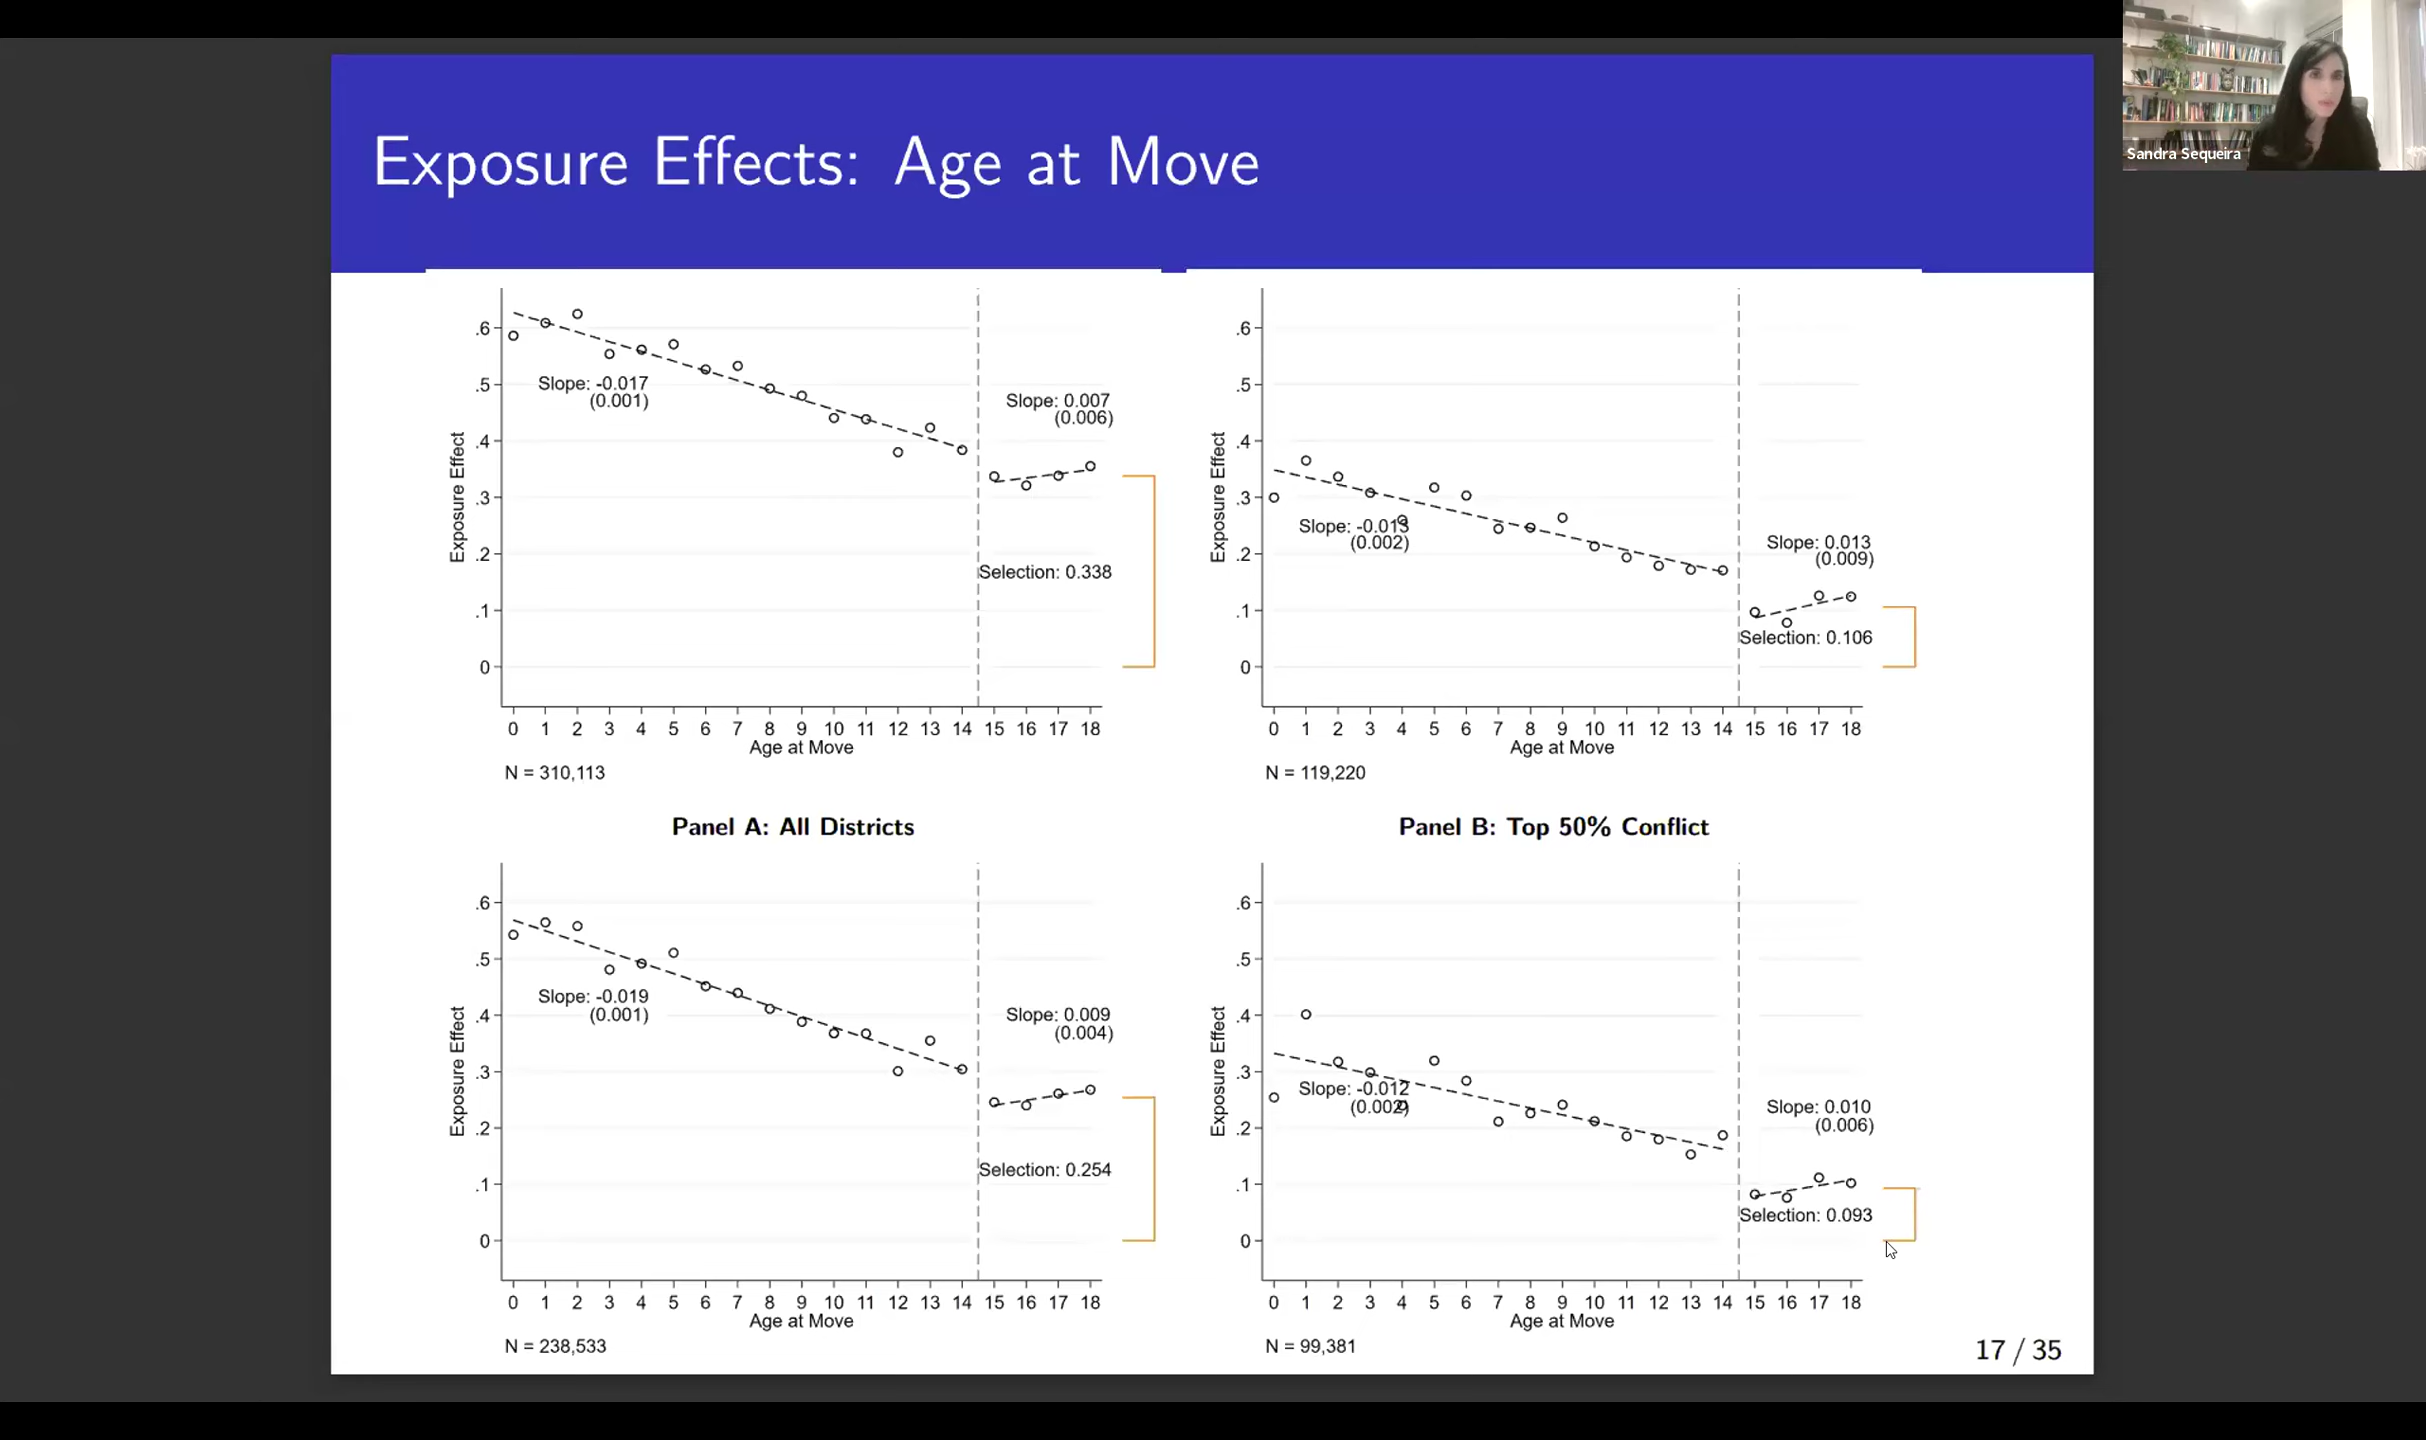 Sandra Sequeira
Exposure Effects: Age at Move
.6
.5
.4
.3
.2
.1
0
Exposure Effect
Slope: -0.017
(0.001)
Slope: 0.007
(0.006)
Selection: 0.338
0 1 2 3 4 5 6 7 8 9 10 11 12 13 14 15 16 17 18
Age at Move
N = 310,113
Panel A: All Districts
.6
.5
.4
.3
.2
.1
0
Exposure Effect
Slope: -0.013
(0.002)
Slope: 0.013
(0.009)
Selection: 0.106
0 1 2 3 4 5 6 7 8 9 10 11 12 13 14 15 16 17 18
Age at Move
N = 119,220
Panel B: Top 50% Conflict
.6
.5
.4
.3
.2
.1
0
Exposure Effect
Slope: -0.019
(0.001)
Slope: 0.009
(0.004)
Selection: 0.254
0 1 2 3 4 5 6 7 8 9 10 11 12 13 14 15 16 17 18
Age at Move
N = 238,533
.6
.5
.4
.3
.2
.1
0
Exposure Effect
Slope: -0.012
(0.002)
Slope: 0.010
(0.006)
Selection: 0.093
0 1 2 3 4 5 6 7 8 9 10 11 12 13 14 15 16 17 18
Age at Move
N = 99,381
17 / 35